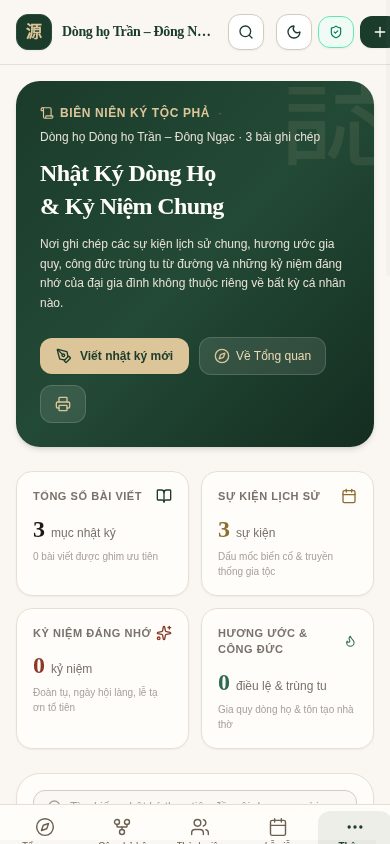 源 Dòng họ Trần – Đông N...
誌
BIÊN NIÊN KÝ TỘC PHẢ ·
Dòng họ Dòng họ Trần – Đông Ngạc · 3 bài ghi chép
Nhật Ký Dòng Họ
& Kỷ Niệm Chung
Nơi ghi chép các sự kiện lịch sử chung, hương ước gia
quy, công đức trùng tu từ đường và những kỷ niệm đáng
nhớ của đại gia đình không thuộc riêng về bất kỳ cá nhân
nào.
Viết nhật ký mới
Về Tổng quan
TỔNG SỐ BÀI VIẾT
3 mục nhật ký
0 bài viết được ghim ưu tiên
SỰ KIỆN LỊCH SỬ
3 sự kiện
Dấu mốc biến cố & truyền
thống gia tộc
KỶ NIỆM ĐÁNG NHỚ
0 kỷ niệm
Đoàn tụ, ngày hội làng, lễ tạ
ơn tổ tiên
HƯƠNG ƯỚC &
CÔNG ĐỨC
0 điều lệ & trùng tu
Gia quy dòng họ & tôn tạo nhà
thờ